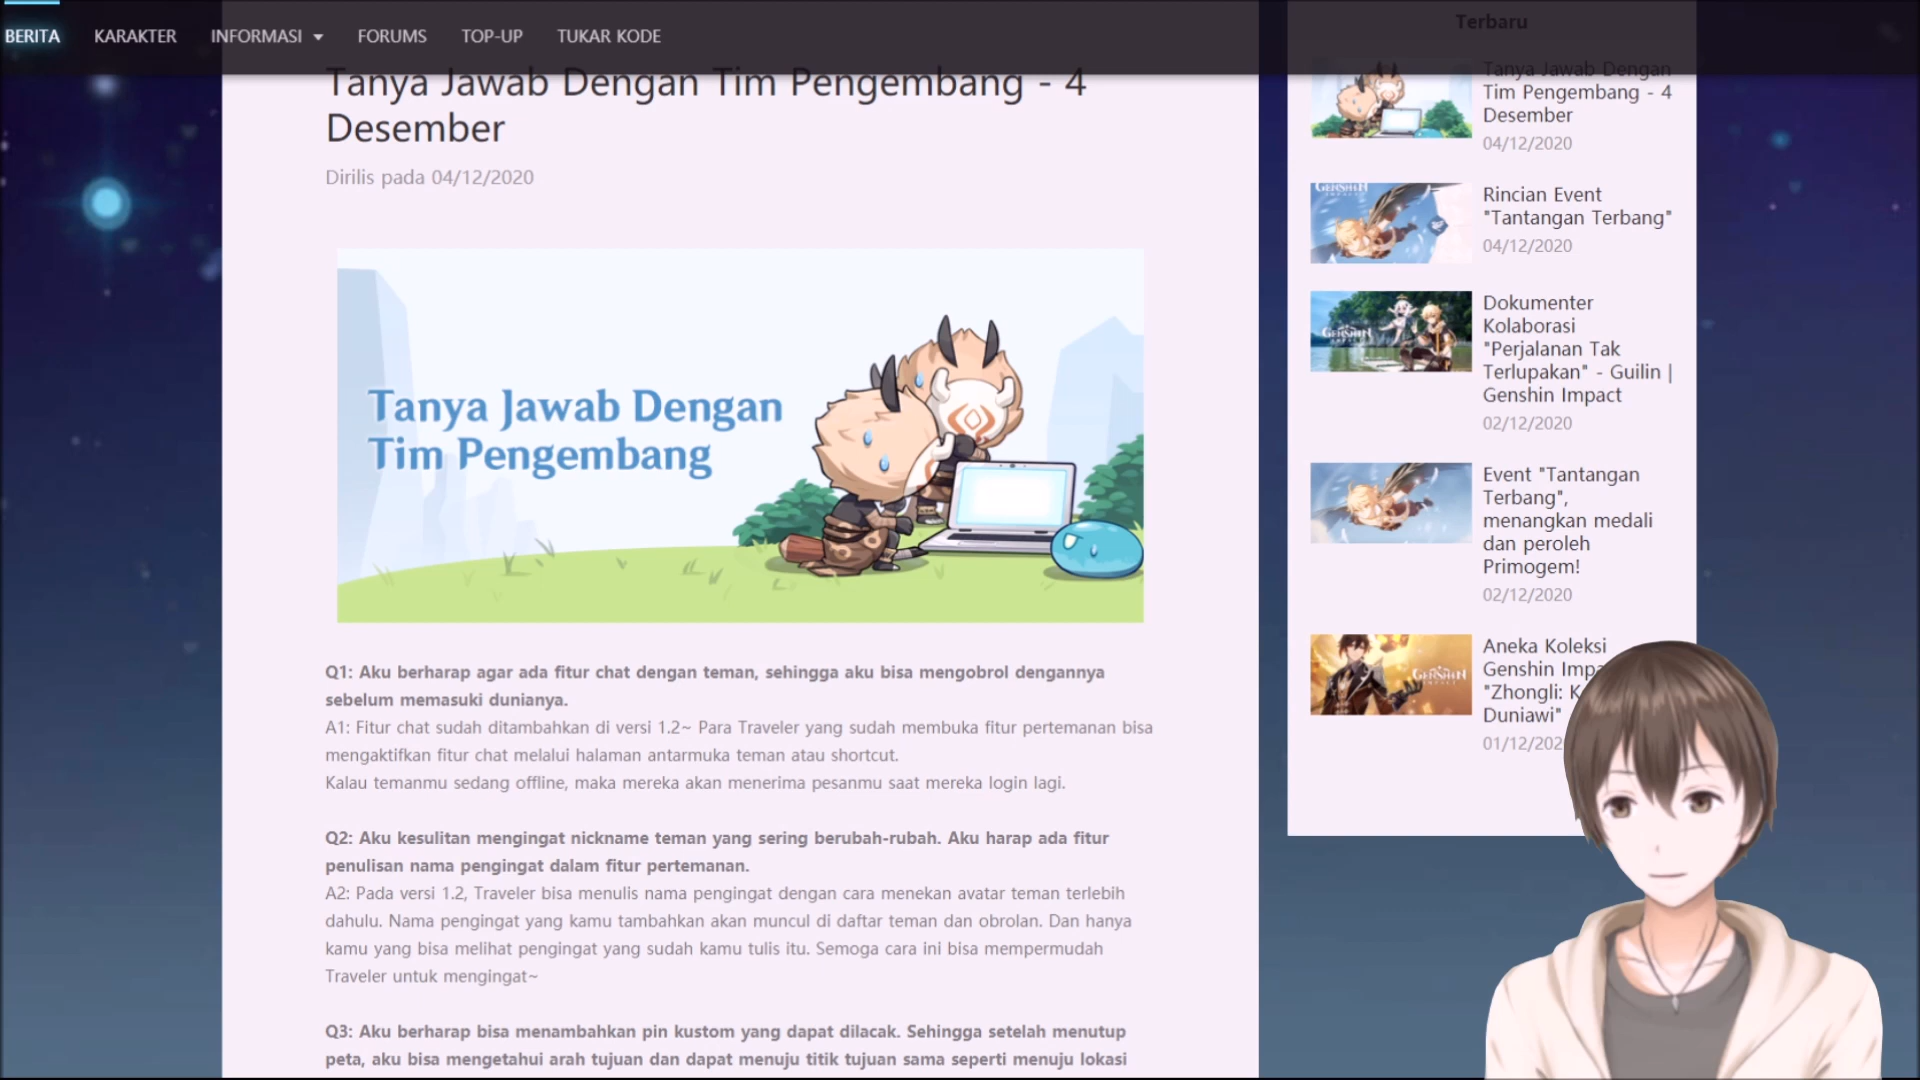 BERITA KARAKTER INFORMASI FORUMS TOP-UP TUKAR KODE
Tanya Jawab Dengan Tim Pengembang - 4
Desember
Dirilis pada 04/12/2020
Tanya Jawab Dengan
Tim Pengembang
Q1: Aku berharap agar ada fitur chat dengan teman, sehingga aku bisa mengobrol dengannya
sebelum memasuki dunianya.
A1: Fitur chat sudah ditambahkan di versi 1.2~ Para Traveler yang sudah membuka fitur pertemanan bisa
mengaktifkan fitur chat melalui halaman antarmuka teman atau shortcut.
Kalau temanmu sedang offline, maka mereka akan menerima pesanmu saat mereka login lagi.
Q2: Aku kesulitan mengingat nickname teman yang sering berubah-rubah. Aku harap ada fitur
penulisan nama pengingat dalam fitur pertemanan.
A2: Pada versi 1.2, Traveler bisa menulis nama pengingat dengan cara menekan avatar teman terlebih
dahulu. Nama pengingat yang kamu tambahkan akan muncul di daftar teman dan obrolan. Dan hanya
kamu yang bisa melihat pengingat yang sudah kamu tulis itu. Semoga cara ini bisa mempermudah
Traveler untuk mengingat~
Q3: Aku berharap bisa menambahkan pin kustom yang dapat dilacak. Sehingga setelah menutup
peta, aku bisa mengetahui arah tujuan dan dapat menuju titik tujuan sama seperti menuju lokasi
Terbaru
Tanya Jawab Dengan
Tim Pengembang - 4
Desember
04/12/2020
GENSHIN
Rincian Event
"Tantangan Terbang"
04/12/2020
GENSHIN
IMPACT
Dokumenter
Kolaborasi
"Perjalanan Tak
Terlupakan" - Guilin |
Genshin Impact
02/12/2020
Event "Tantangan
Terbang",
menangkan medali
dan peroleh
Primogem!
02/12/2020
GENSHIN
IMPACT
Aneka Koleksi
Genshin Impa
"Zhongli: K
Duniawi"
01/12/202